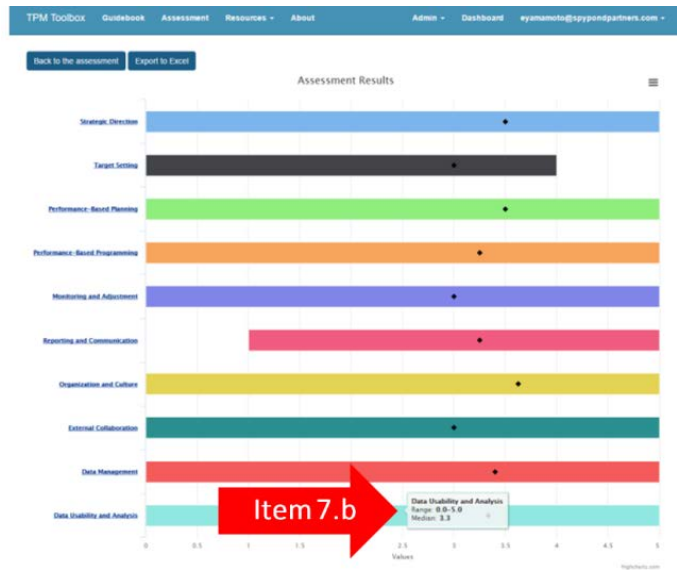 TPM Toolbox Guidebook Assessment Resources About Admin Dashboard eyamamoto@spypondpartners.com
Back to the assessment Export to Excel
Assessment Results
Strategic Direction
Target Setting
Performance-Based Planning
Performance-Based Programming
Monitoring and Adjustment
Reporting and Communication
Organization and Culture
External Collaboration
Data Management
Data Usability and Analysis
Item 7.b
Data Usability and Analysis
Range: 0.0-5.0
Median: 3.3
0 0.5 1 1.5 2 2.5 3 3.5 4 4.5 5
Values
Highcharts.com